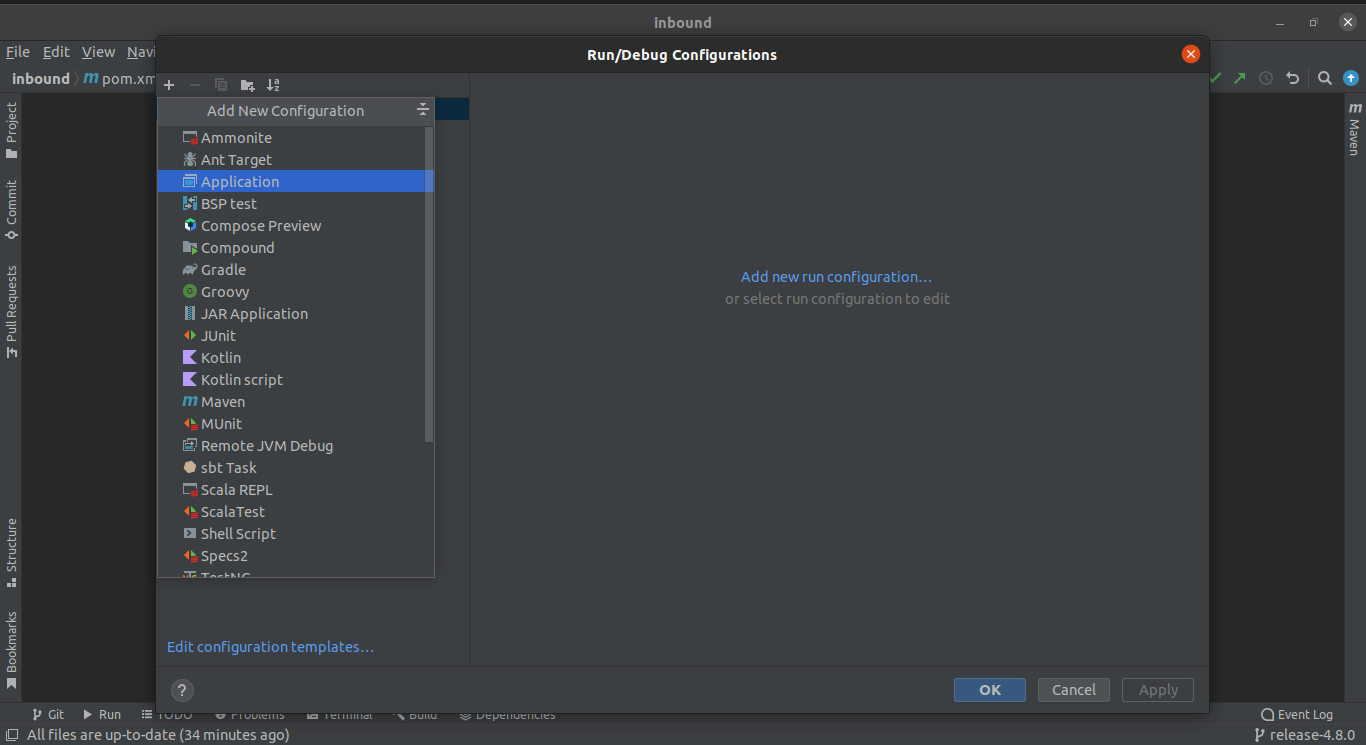 inbound
File Edit View Navi
Run/Debug Configurations
inbound m pom.xm
Add New Configuration
Ammonite
Ant Target
Application
BSP test
Compose Preview
Compound
Gradle
Groovy
JAR Application
JUnit
Kotlin
Kotlin script
Maven
MUnit
Remote JVM Debug
sbt Task
Scala REPL
ScalaTest
Shell Script
Specs2
TestNG
Edit configuration templates...
Add new run configuration...
or select run configuration to edit
?
OK
Cancel
Apply
Project
Commit
Pull Requests
Structure
Bookmarks
m Maven
Git Run TODO Problems Terminal Build Dependencies
Event Log
All files are up-to-date (34 minutes ago)
release-4.8.0